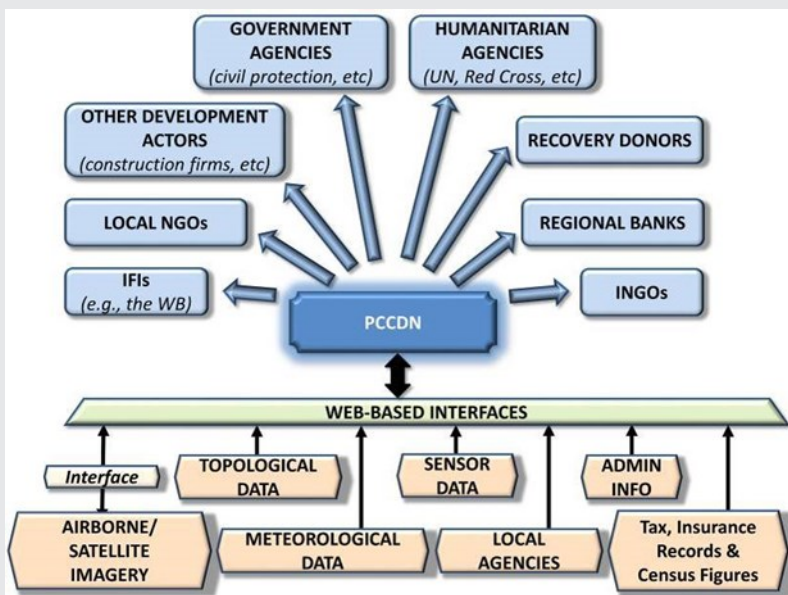 GOVERNMENT
AGENCIES
(civil protection, etc)
HUMANITARIAN
AGENCIES
(UN, Red Cross, etc)
OTHER DEVELOPMENT
ACTORS
(construction firms, etc)
RECOVERY DONORS
LOCAL NGOs
REGIONAL BANKS
IFIs
(e.g., the WB)
INGOs
PCCDN
WEB-BASED INTERFACES
Interface
TOPOLOGICAL
DATA
SENSOR
DATA
ADMIN
INFO
AIRBORNE/
SATELLITE
IMAGERY
METEOROLOGICAL
DATA
LOCAL
AGENCIES
Tax, Insurance
Records &
Census Figures